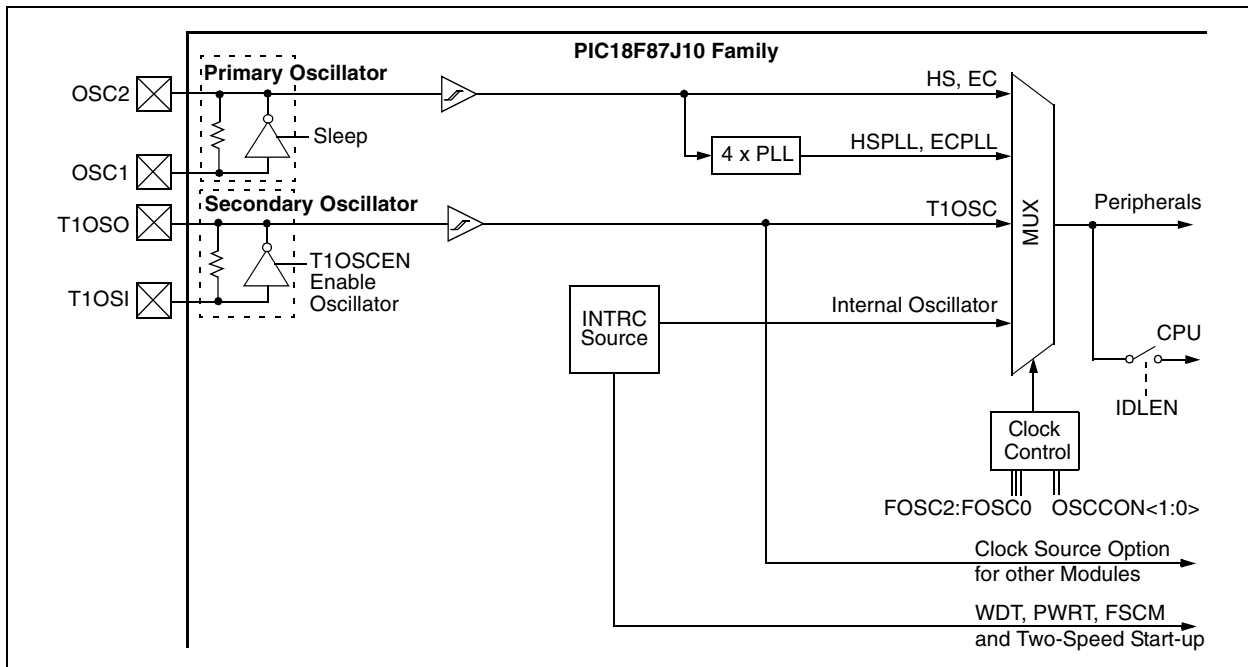 PIC18F87J10 Family
Primary Oscillator
OSC2
HS, EC
Sleep
4 x PLL
HSPLL, ECPLL
OSC1
Secondary Oscillator
T1OSO
T1OSC
MUX
Peripherals
T1OSCEN
Enable
Oscillator
T1OSI
INTRC
Source
Internal Oscillator
CPU
IDLEN
Clock
Control
FOSC2:FOSC0
OSCCON<1:0>
Clock Source Option
for other Modules
WDT, PWRT, FSCM
and Two-Speed Start-up